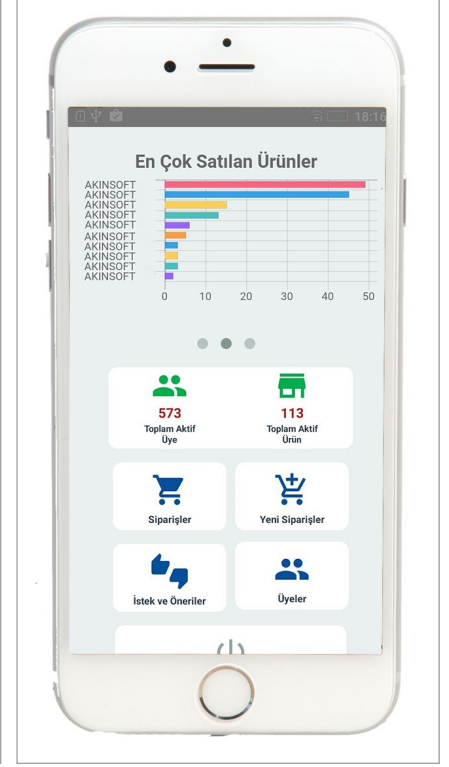 18:16
En Çok Satılan Ürünler
AKINSOFT
AKINSOFT
AKINSOFT
AKINSOFT
AKINSOFT
AKINSOFT
AKINSOFT
AKINSOFT
AKINSOFT
AKINSOFT
0 10 20 30 40 50
573 113
Toplam Aktif Toplam Aktif
Üye Ürün
Siparişler Yeni Siparişler
İstek ve Öneriler Üyeler